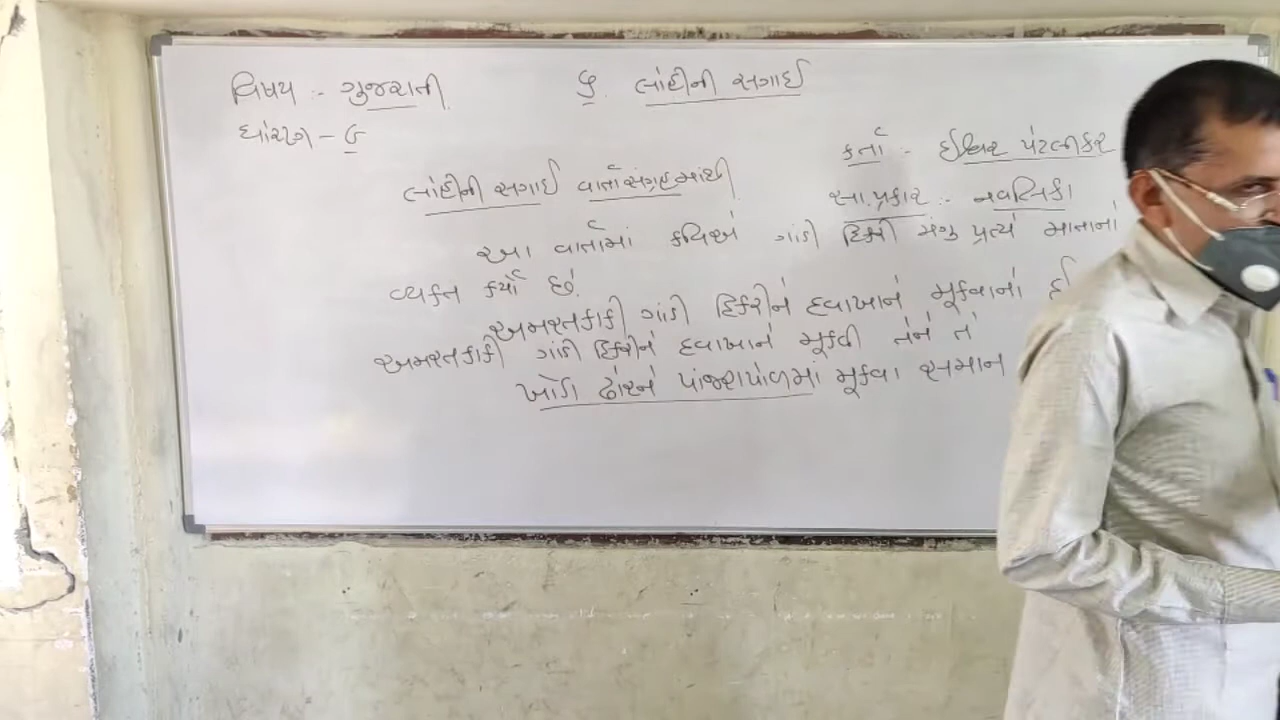 વિષય :- ગુજરાતી.
૬. લોહીની સગાઈ
ધોરણ - ૯
કર્તા - ઈશ્વર પેટલીકર
લોહીની સગાઈ વાર્તાસંગ્રહમાંથી
સા.પ્રકાર :- નવલિકા
આ વાર્તામાં કવિએ ગાંડી દિકરી મંગુ પ્રત્યે માતાનો
વ્યકત કર્યો છે.
અમરતકાકી ગાંડી દિકરીને દવાખાને મૂકવાનો
અમરતકાકી ગાંડી દિકરીને દવાખાને મૂકવી તેને તે
ખોડા ઢોરને પાંજરાપોળમા મૂકવા સમાન